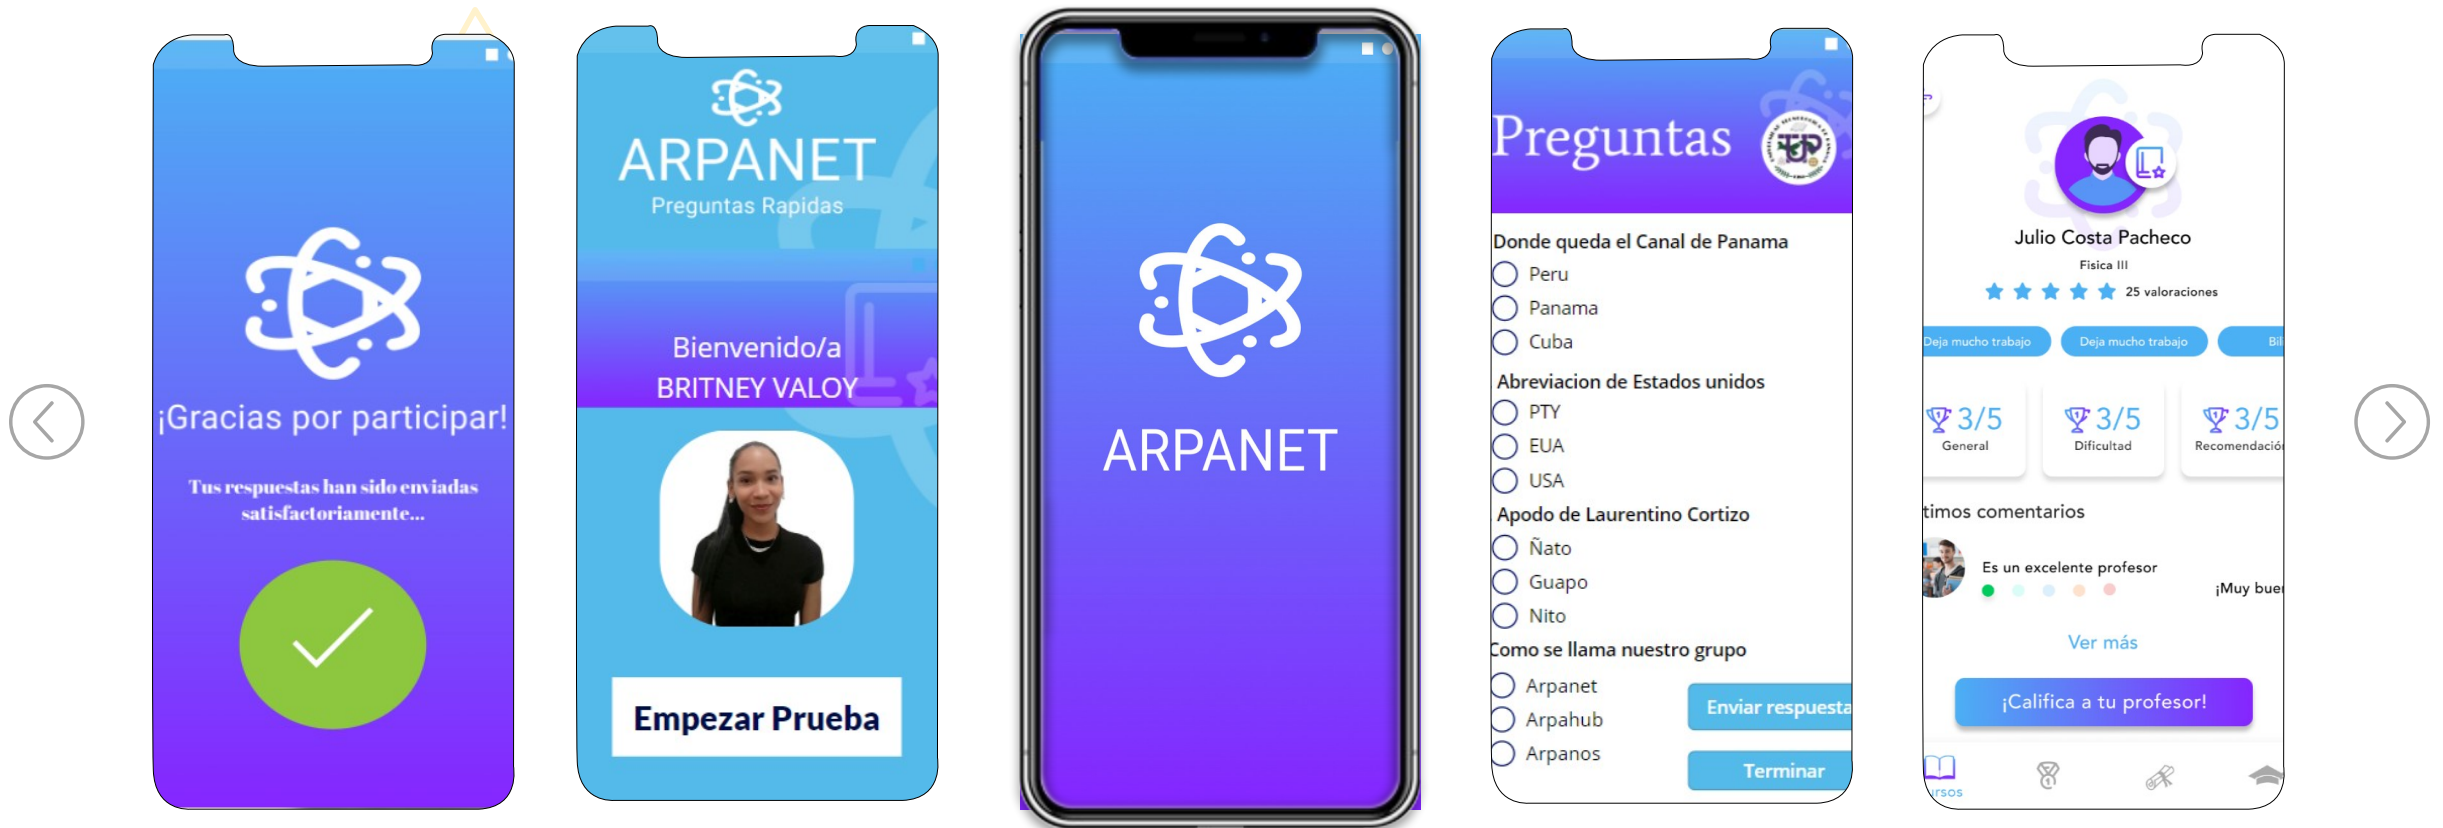 ¡Gracias por participar!
Tus respuestas han sido enviadas
satisfactoriamente...
ARPANET
Preguntas Rapidas
Bienvenido/a
BRITNEY VALOY
Empezar Prueba
ARPANET
Preguntas
Donde queda el Canal de Panama
Peru
Panama
Cuba
Abreviacion de Estados unidos
PTY
EUA
USA
Apodo de Laurentino Cortizo
Ñato
Guapo
Nito
Como se llama nuestro grupo
Arpanet
Arpahub
Arpanos
Enviar respuesta
Terminar
Julio Costa Pacheco
Fisica III
25 valoraciones
Deja mucho trabajo
Deja mucho trabajo
Bil
3/5
General
3/5
Dificultad
3/5
Recomendación
timos comentarios
Es un excelente profesor
¡Muy buen
Ver más
¡Califica a tu profesor!
ursos